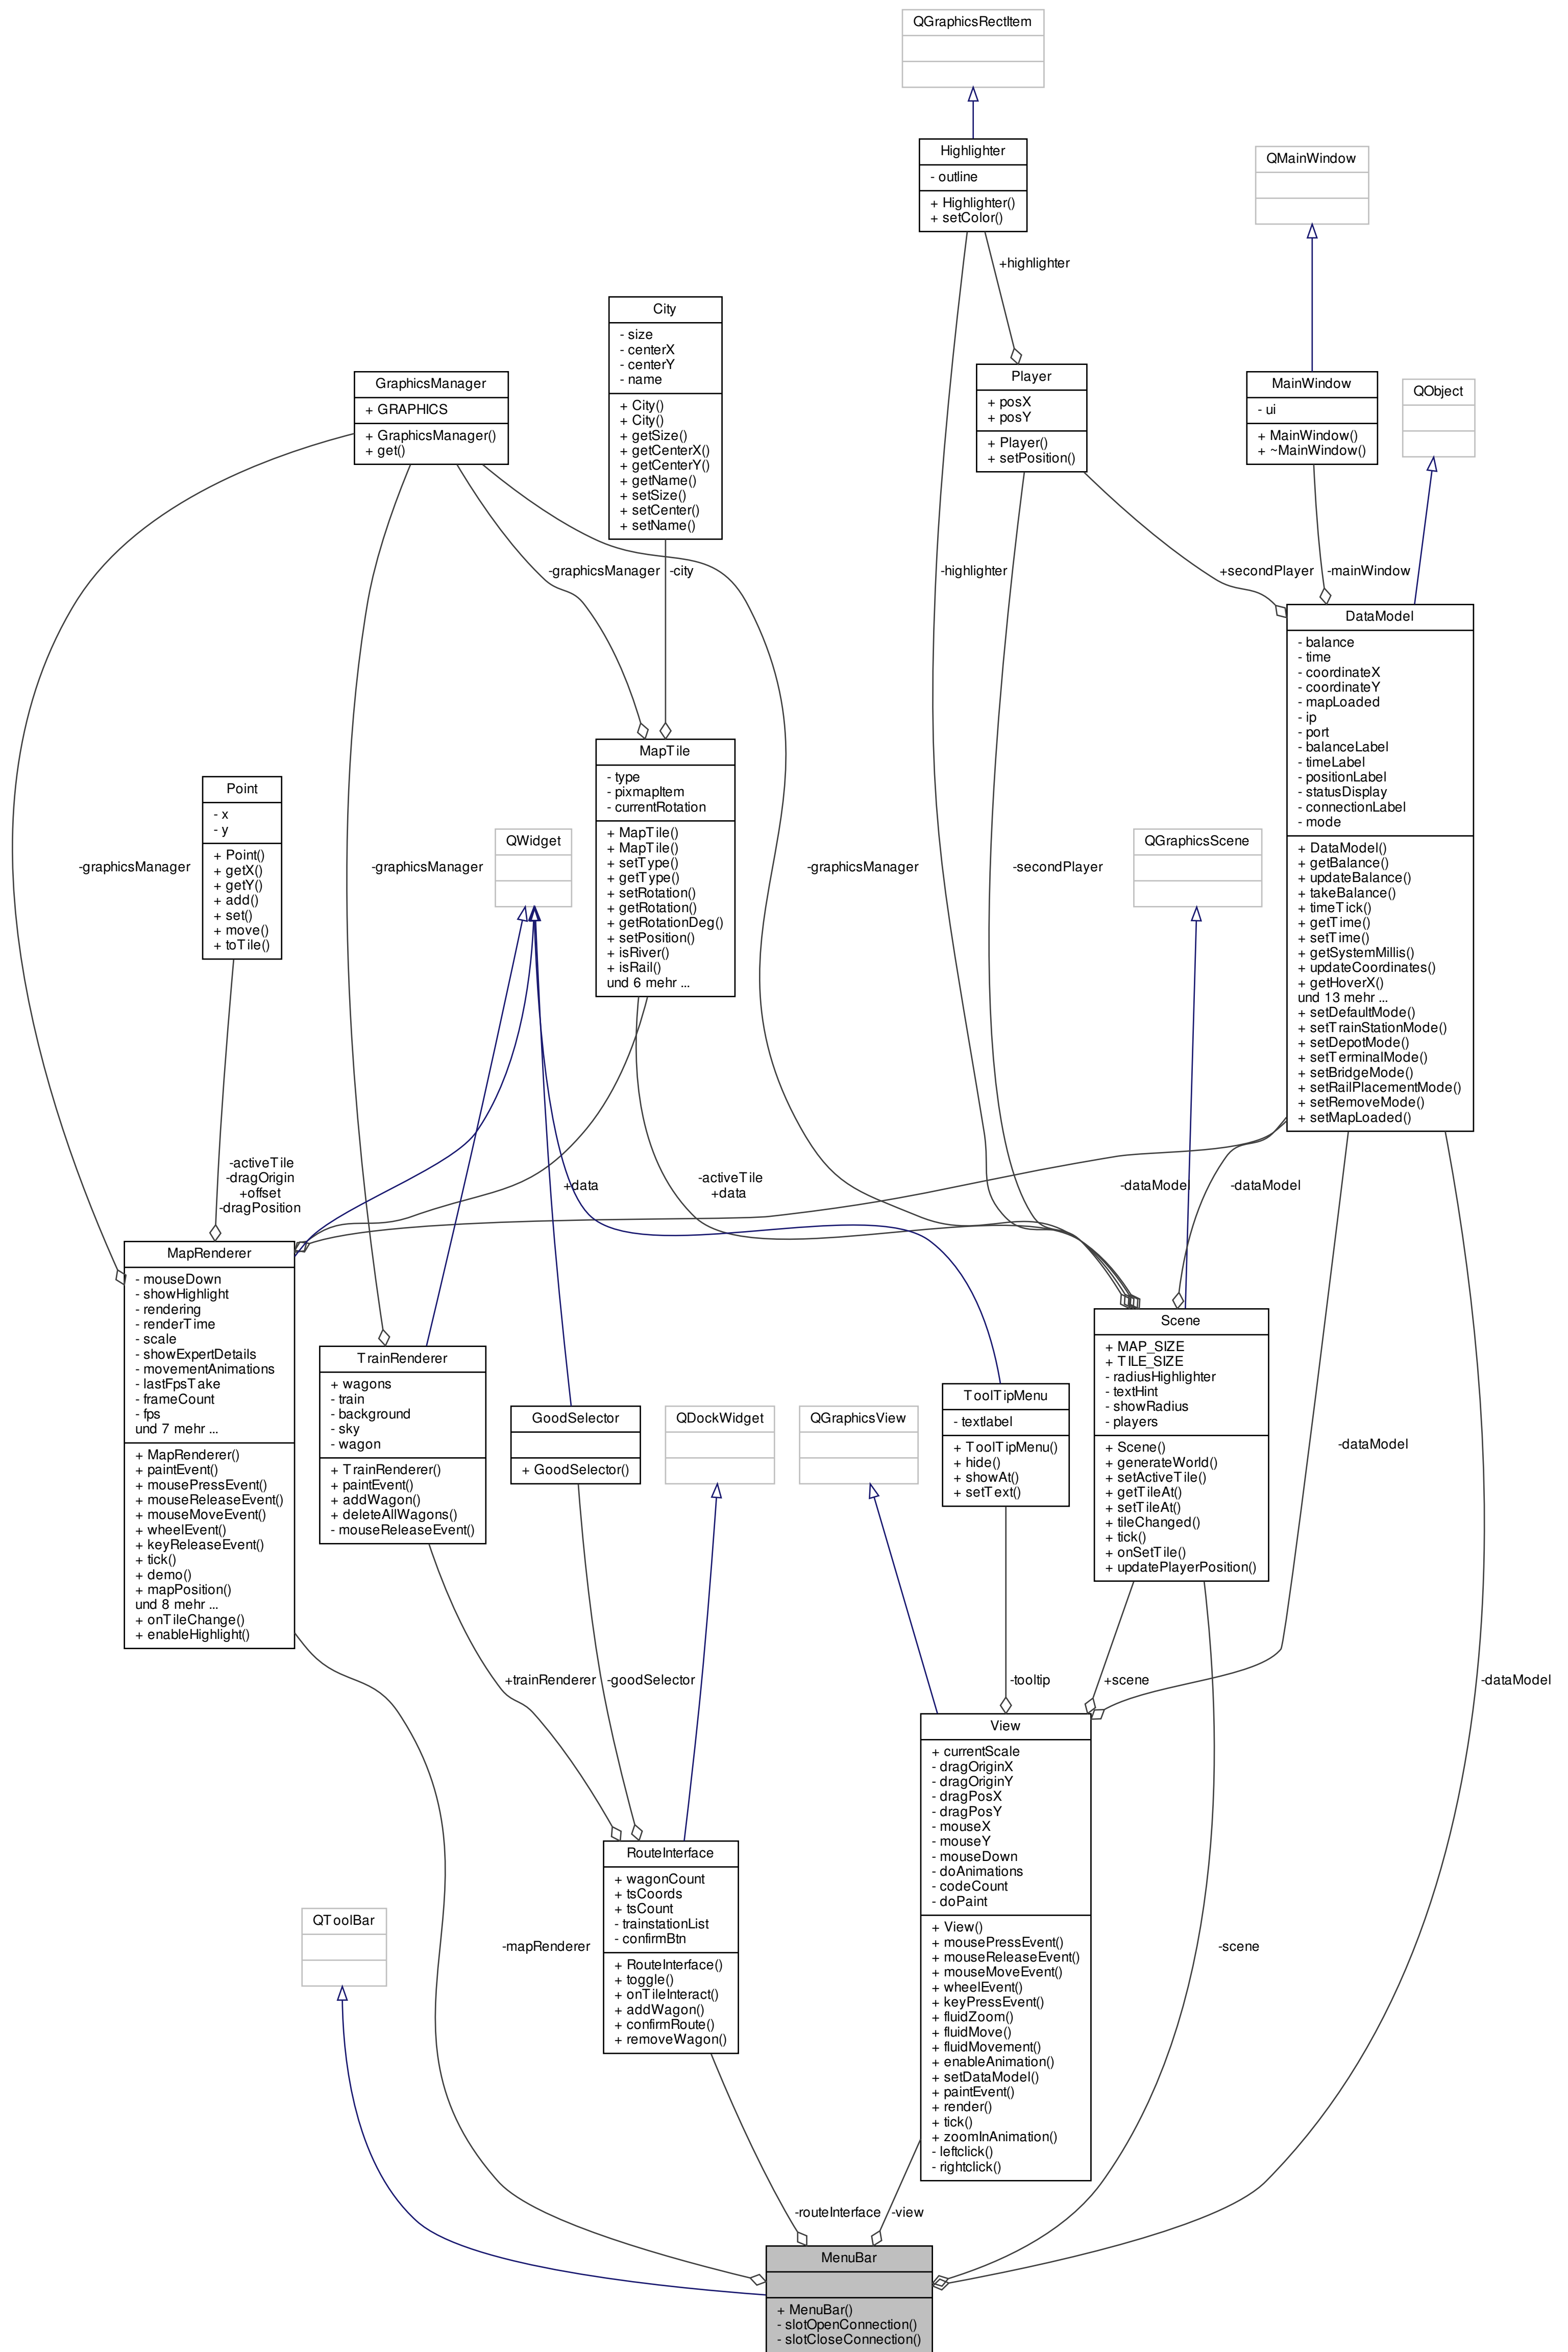 QGraphicsRectItem
Highlighter
- outline
+ Highlighter()
+ setColor()
QMainWindow
+highlighter
City
- size
- centerX
- centerY
- name
+ City()
+ City()
+ getSize()
+ getCenterX()
+ getCenterY()
+ getName()
+ setSize()
+ setCenter()
+ setName()
GraphicsManager
+ GRAPHICS
+ GraphicsManager()
+ get()
Player
+ posX
+ posY
+ Player()
+ setPosition()
MainWindow
- ui
+ MainWindow()
+ ~MainWindow()
QObject
-graphicsManager
-city
-highlighter
+secondPlayer
-mainWindow
DataModel
- balance
- time
- coordinateX
- coordinateY
- mapLoaded
- ip
- port
- balanceLabel
- timeLabel
- positionLabel
- statusDisplay
- connectionLabel
- mode
+ DataModel()
+ getBalance()
+ updateBalance()
+ takeBalance()
+ timeTick()
+ getTime()
+ setTime()
+ getSystemMillis()
+ updateCoordinates()
+ getHoverX()
und 13 mehr ...
+ setDefaultMode()
+ setTrainStationMode()
+ setDepotMode()
+ setTerminalMode()
+ setBridgeMode()
+ setRailPlacementMode()
+ setRemoveMode()
+ setMapLoaded()
MapTile
- type
- pixmapItem
- currentRotation
+ MapTile()
+ MapTile()
+ setType()
+ getType()
+ setRotation()
+ getRotation()
+ getRotationDeg()
+ setPosition()
+ isRiver()
+ isRail()
und 6 mehr ...
Point
- x
- y
+ Point()
+ getX()
+ getY()
+ add()
+ set()
+ move()
+ toTile()
QWidget
QGraphicsScene
-graphicsManager
-graphicsManager
-graphicsManager
-secondPlayer
-activeTile
-dragOrigin
+offset
-dragPosition
+data
-activeTile
+data
-dataModel
-dataModel
MapRenderer
- mouseDown
- showHighlight
- rendering
- renderTime
- scale
- showExpertDetails
- movementAnimations
- lastFpsTake
- frameCount
- fps
und 7 mehr ...
+ MapRenderer()
+ paintEvent()
+ mousePressEvent()
+ mouseReleaseEvent()
+ mouseMoveEvent()
+ wheelEvent()
+ keyReleaseEvent()
+ tick()
+ demo()
+ mapPosition()
und 8 mehr ...
+ onTileChange()
+ enableHighlight()
TrainRenderer
+ wagons
- train
- background
- sky
- wagon
+ TrainRenderer()
+ paintEvent()
+ addWagon()
+ deleteAllWagons()
- mouseReleaseEvent()
GoodSelector
+ GoodSelector()
QDockWidget
QGraphicsView
ToolTipMenu
- textlabel
+ ToolTipMenu()
+ hide()
+ showAt()
+ setText()
Scene
+ MAP_SIZE
+ TILE_SIZE
- radiusHighlighter
- textHint
- showRadius
- players
+ Scene()
+ generateWorld()
+ setActiveTile()
+ getTileAt()
+ setTileAt()
+ tileChanged()
+ tick()
+ onSetTile()
+ updatePlayerPosition()
-dataModel
+trainRenderer
-goodSelector
-tooltip
+scene
-dataModel
View
+ currentScale
- dragOriginX
- dragOriginY
- dragPosX
- dragPosY
- mouseX
- mouseY
- mouseDown
- doAnimations
- codeCount
- doPaint
+ View()
+ mousePressEvent()
+ mouseReleaseEvent()
+ mouseMoveEvent()
+ wheelEvent()
+ keyPressEvent()
+ fluidZoom()
+ fluidMove()
+ fluidMovement()
+ enableAnimation()
+ setDataModel()
+ paintEvent()
+ render()
+ tick()
+ zoomInAnimation()
- leftclick()
- rightclick()
RouteInterface
+ wagonCount
+ tsCoords
+ tsCount
- trainstationList
- confirmBtn
+ RouteInterface()
+ toggle()
+ onTileInteract()
+ addWagon()
+ confirmRoute()
+ removeWagon()
QToolBar
-mapRenderer
-scene
-routeInterface
-view
MenuBar
+ MenuBar()
- slotOpenConnection()
- slotCloseConnection()